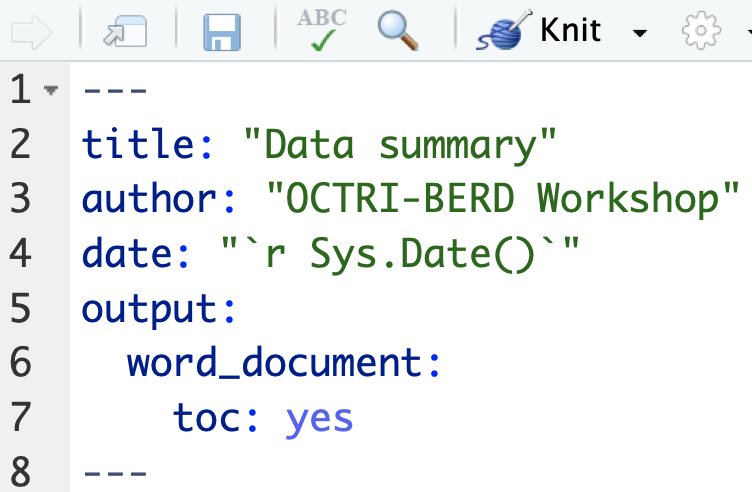 ABC Knit
1 ---
2 title: "Data summary"
3 author: "OCTRI-BERD Workshop"
4 date: "`r Sys.Date()`"
5 output:
6   word_document:
7     toc: yes
8 ---